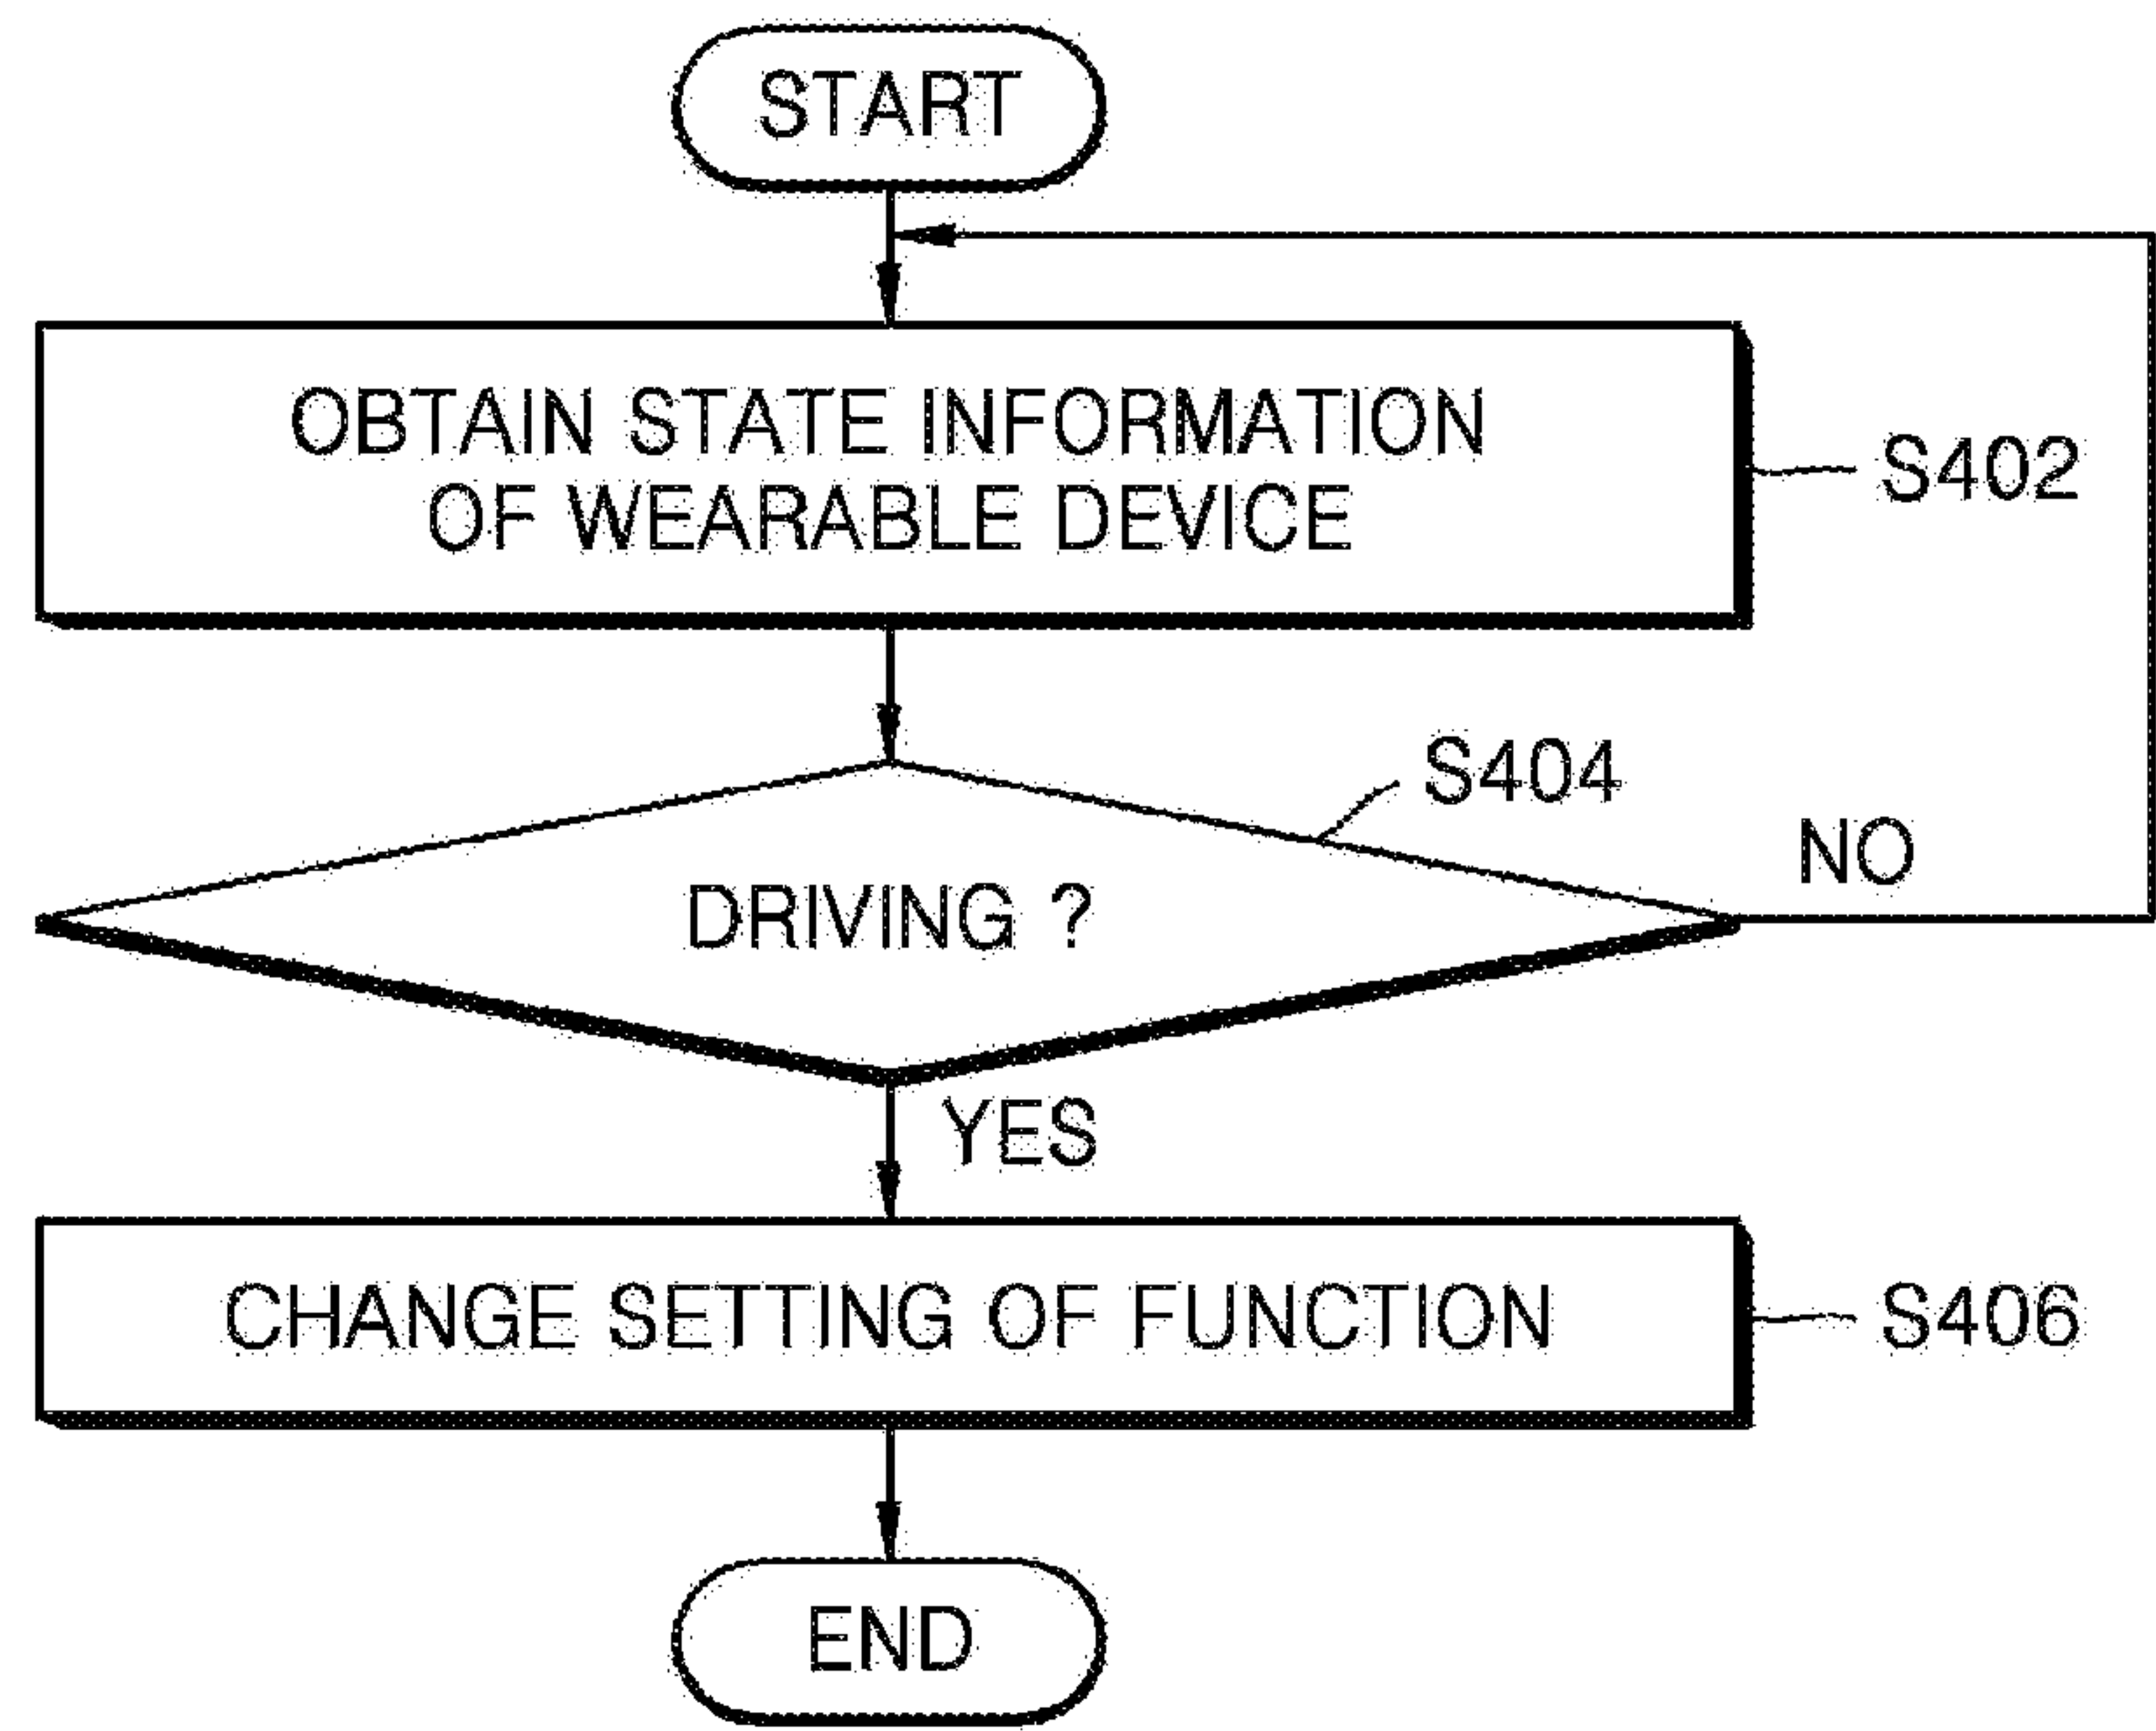 START
OBTAIN STATE INFORMATION
OF WEARABLE DEVICE
S402
S404
NO
DRIVING ?
YES
CHANGE SETTING OF FUNCTION
S406
END